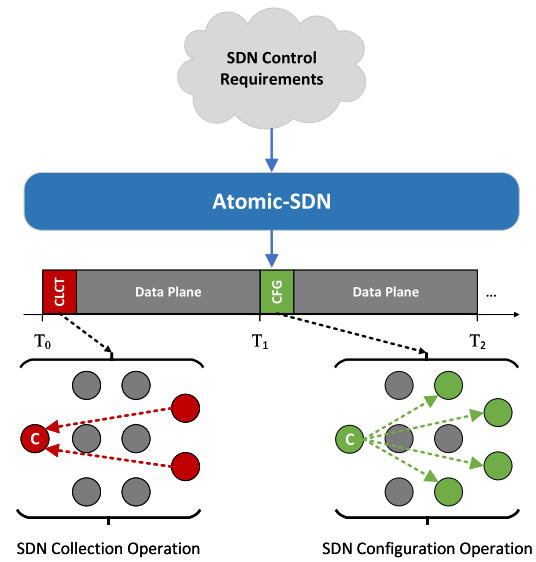 SDN Control
Requirements
Atomic-SDN
CLCT
Data Plane
CFG
Data Plane
...
T0
T1
T2
C
C
SDN Collection Operation
SDN Configuration Operation